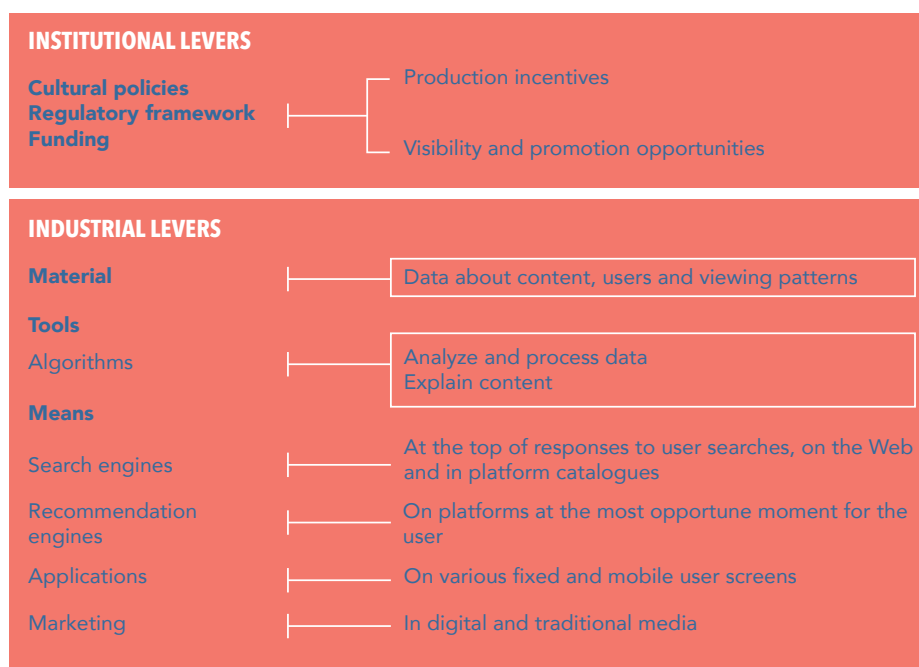 INSTITUTIONAL LEVERS
Cultural policies
Regulatory framework
Funding
Production incentives
Visibility and promotion opportunities
INDUSTRIAL LEVERS
Material
Data about content, users and viewing patterns
Tools
Algorithms
Analyze and process data
Explain content
Means
Search engines
At the top of responses to user searches, on the Web
and in platform catalogues
Recommendation
engines
On platforms at the most opportune moment for the
user
Applications
On various fixed and mobile user screens
Marketing
In digital and traditional media